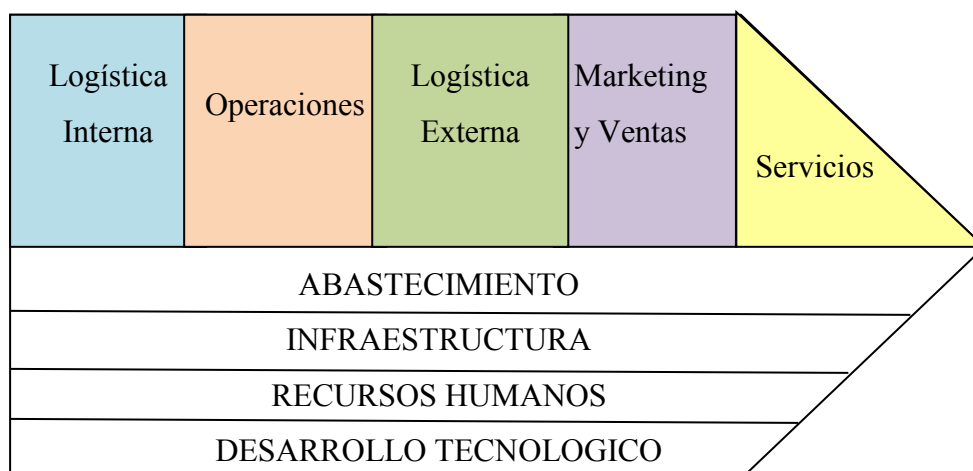 Logística
Interna
Operaciones
Logística
Externa
Marketing
y Ventas
Servicios
ABASTECIMIENTO
INFRAESTRUCTURA
RECURSOS HUMANOS
DESARROLLO TECNOLOGICO